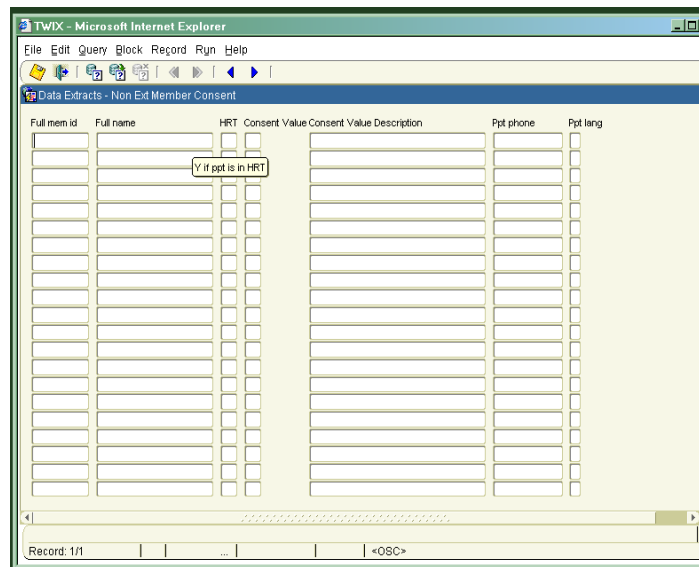 TWIX - Microsoft Internet Explorer
File Edit Query Block Record Run Help
Data Extracts - Non Ext Member Consent
Full mem id Full name HRT Consent Value Consent Value Description Ppt phone Ppt lang
Y if ppt is in HRT
Record: 1/1 ... <OSC>